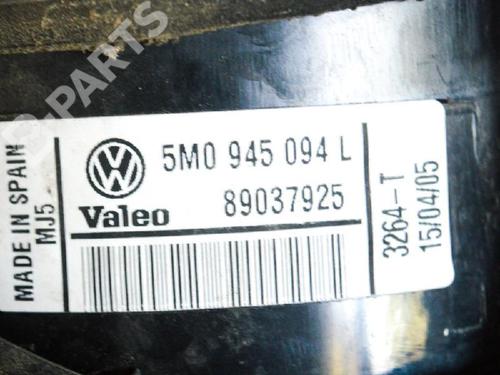 PARTS
MADE IN SPAIN
MJ5
5M0 945 094 L
Valeo 89037925
3264-T
15/04/05